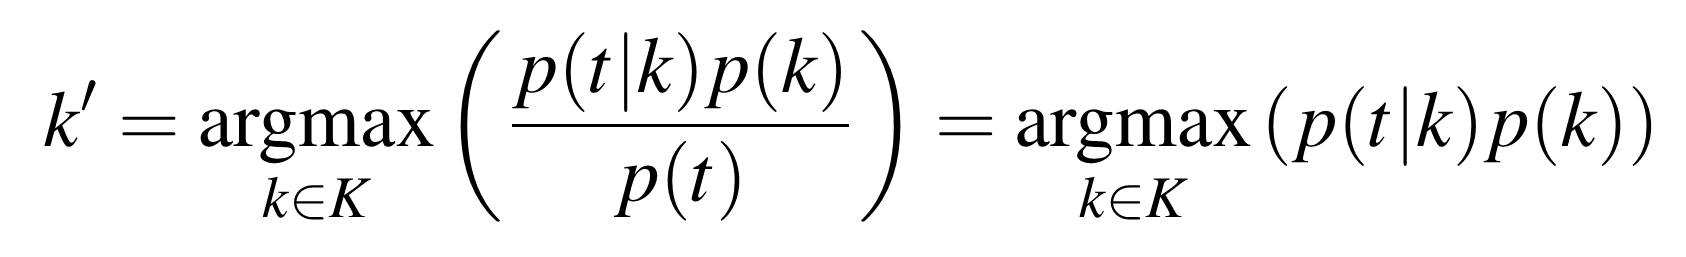 k′ = argmax_{k∈K} ( p(t|k)p(k) / p(t) ) = argmax_{k∈K} (p(t|k)p(k))